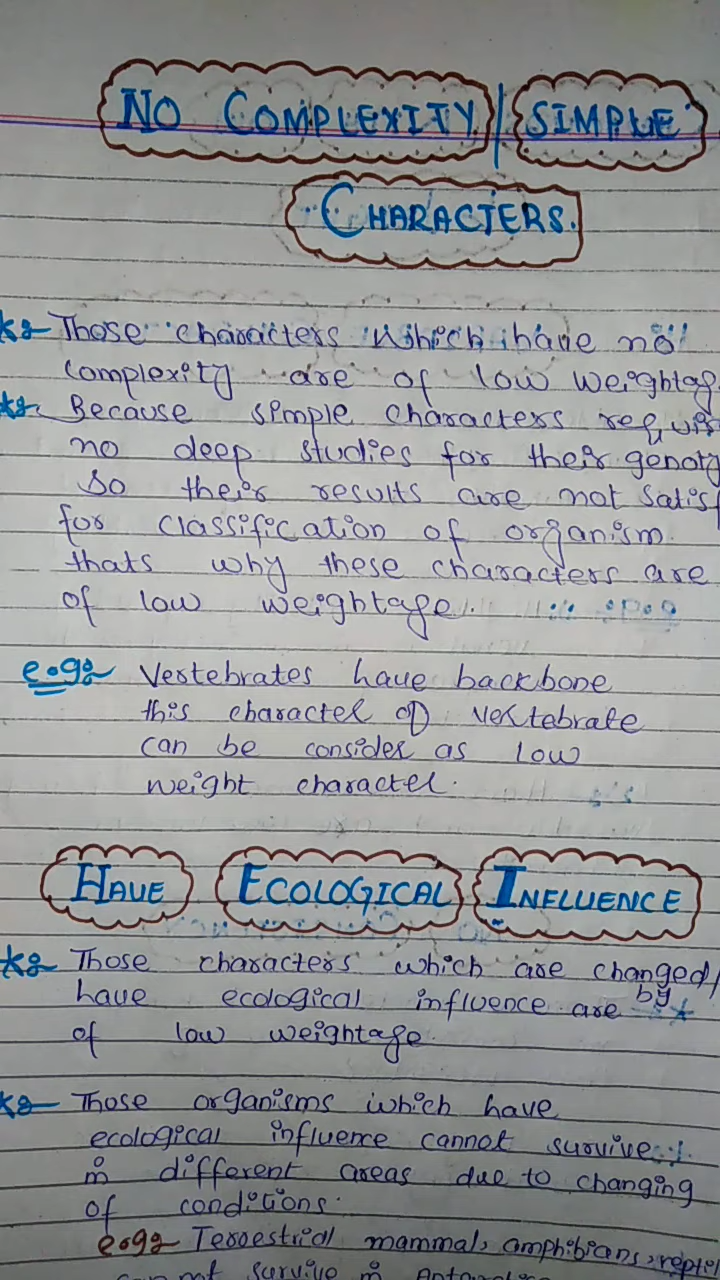 NO COMPLEXITY / SIMPLE
CHARACTERS.
*:- Those characters which have no
complexity are of low weightag
*:- Because simple characters requir
no deep studies for their genoty
so their results are not satisf
for classification of organism.
thats why these characters are
of low weightage.
e.g:- Vertebrates have backbone
this character of vertebrate
can be consider as low
weight character.
HAVE ECOLOGICAL INFLUENCE
*:- Those characters which are changed/
have ecological influence are by *
of low weightage.
*:- Those organisms which have
ecological influence cannot survive
in different areas due to changing
of conditions.
e.g:- Terrestrial mammals, amphibians, reptil
survive in